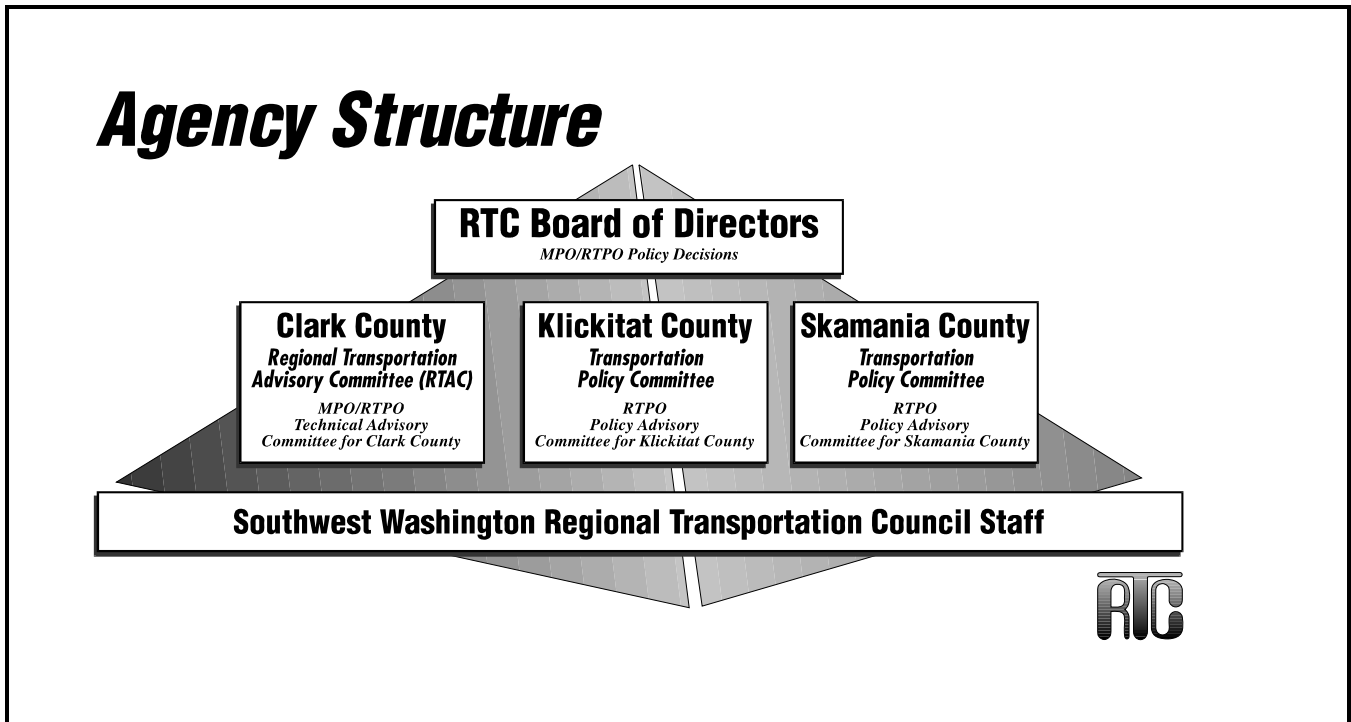 Agency Structure
RTC Board of Directors
MPO/RTPO Policy Decisions
Clark County
Regional Transportation
Advisory Committee (RTAC)
MPO/RTPO
Technical Advisory
Committee for Clark County
Klickitat County
Transportation
Policy Committee
RTPO
Policy Advisory
Committee for Klickitat County
Skamania County
Transportation
Policy Committee
RTPO
Policy Advisory
Committee for Skamania County
Southwest Washington Regional Transportation Council Staff
RTC